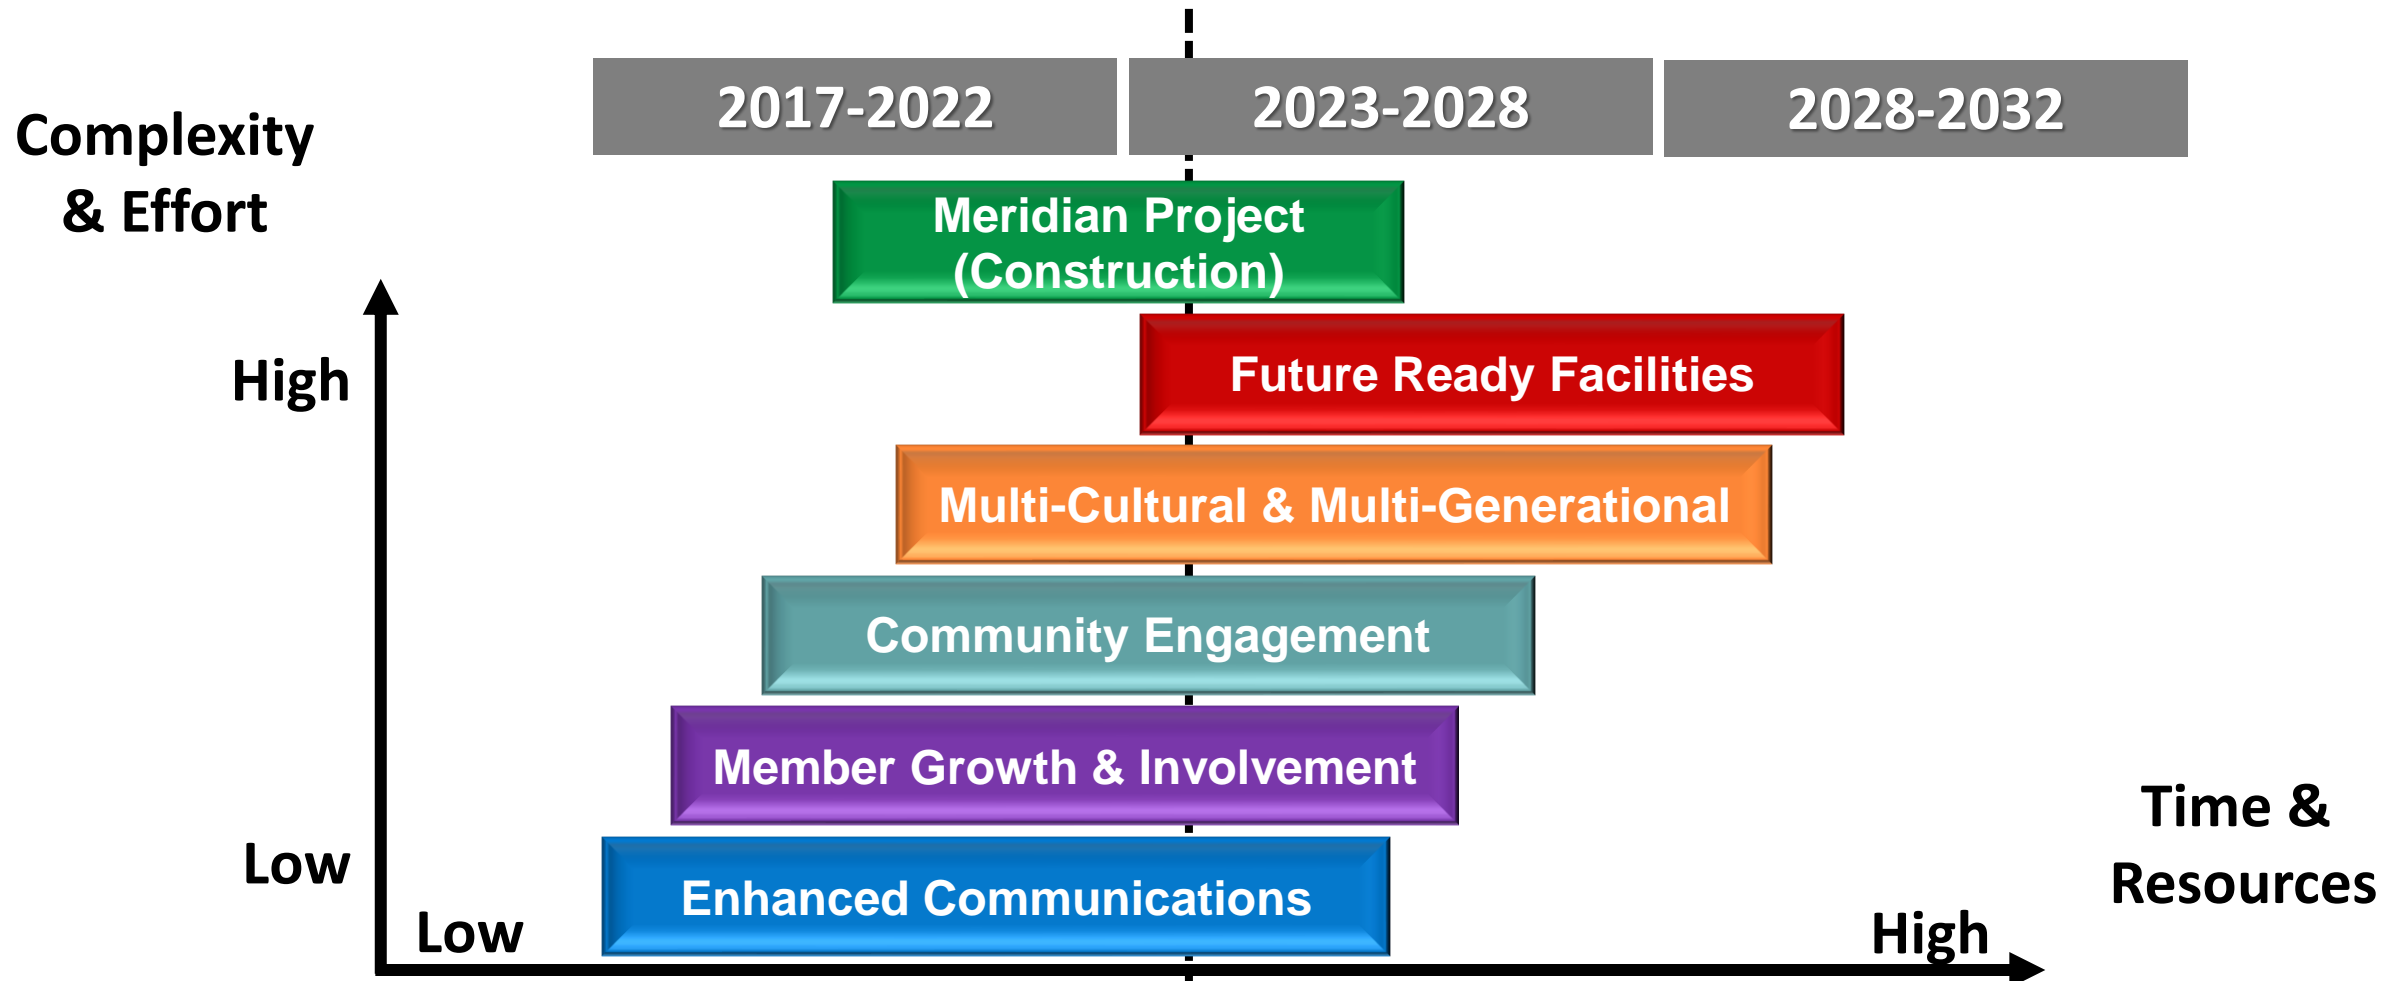 2017-2022
2023-2028
2028-2032
Complexity
& Effort
Meridian Project
(Construction)
High
Future Ready Facilities
Multi-Cultural & Multi-Generational
Community Engagement
Member Growth & Involvement
Low
Enhanced Communications
Low
High
Time &
Resources